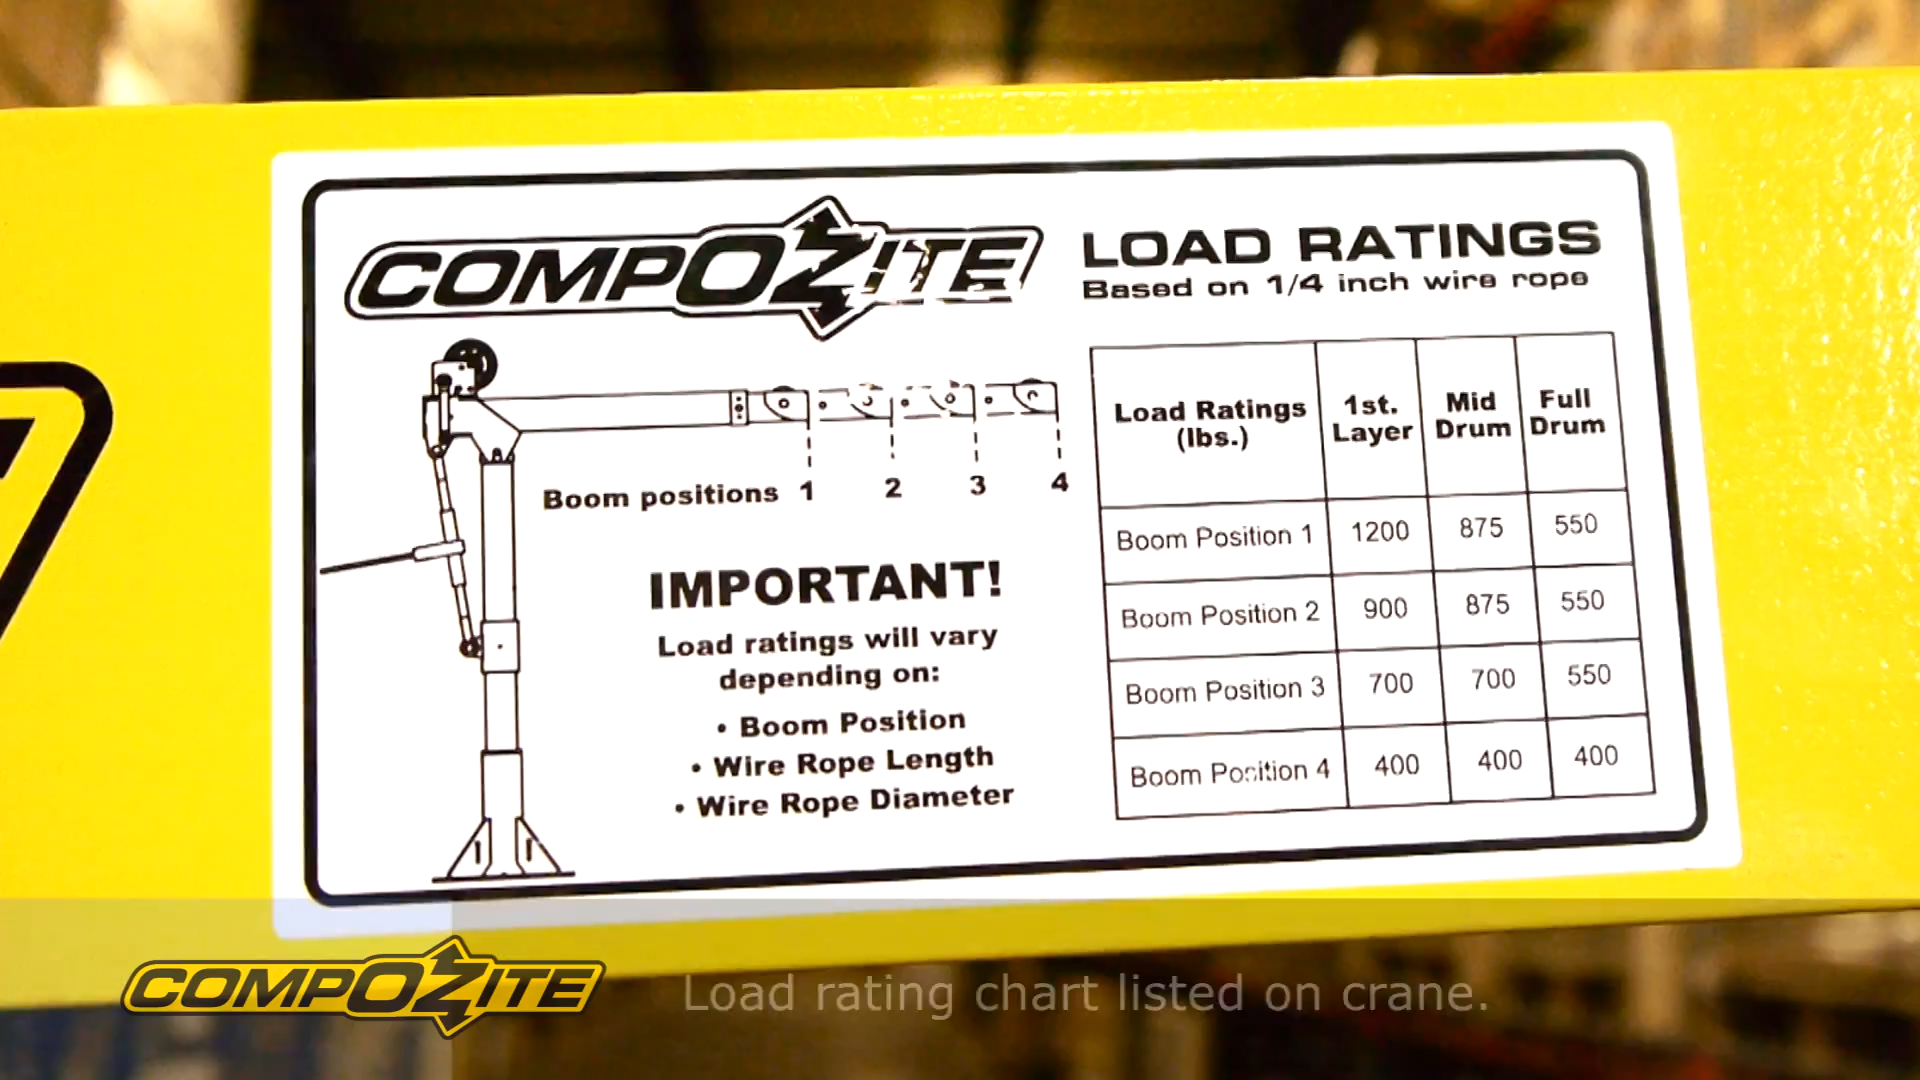 COMPOZITE
LOAD RATINGS
Based on 1/4 inch wire rope
Boom positions 1 2 3 4
IMPORTANT!
Load ratings will vary
depending on:
• Boom Position
• Wire Rope Length
• Wire Rope Diameter
Load Ratings (lbs.) 1st. Layer Mid Drum Full Drum
Boom Position 1 1200 875 550
Boom Position 2 900 875 550
Boom Position 3 700 700 550
Boom Position 4 400 400 400
COMPOZITE
Load rating chart listed on crane.